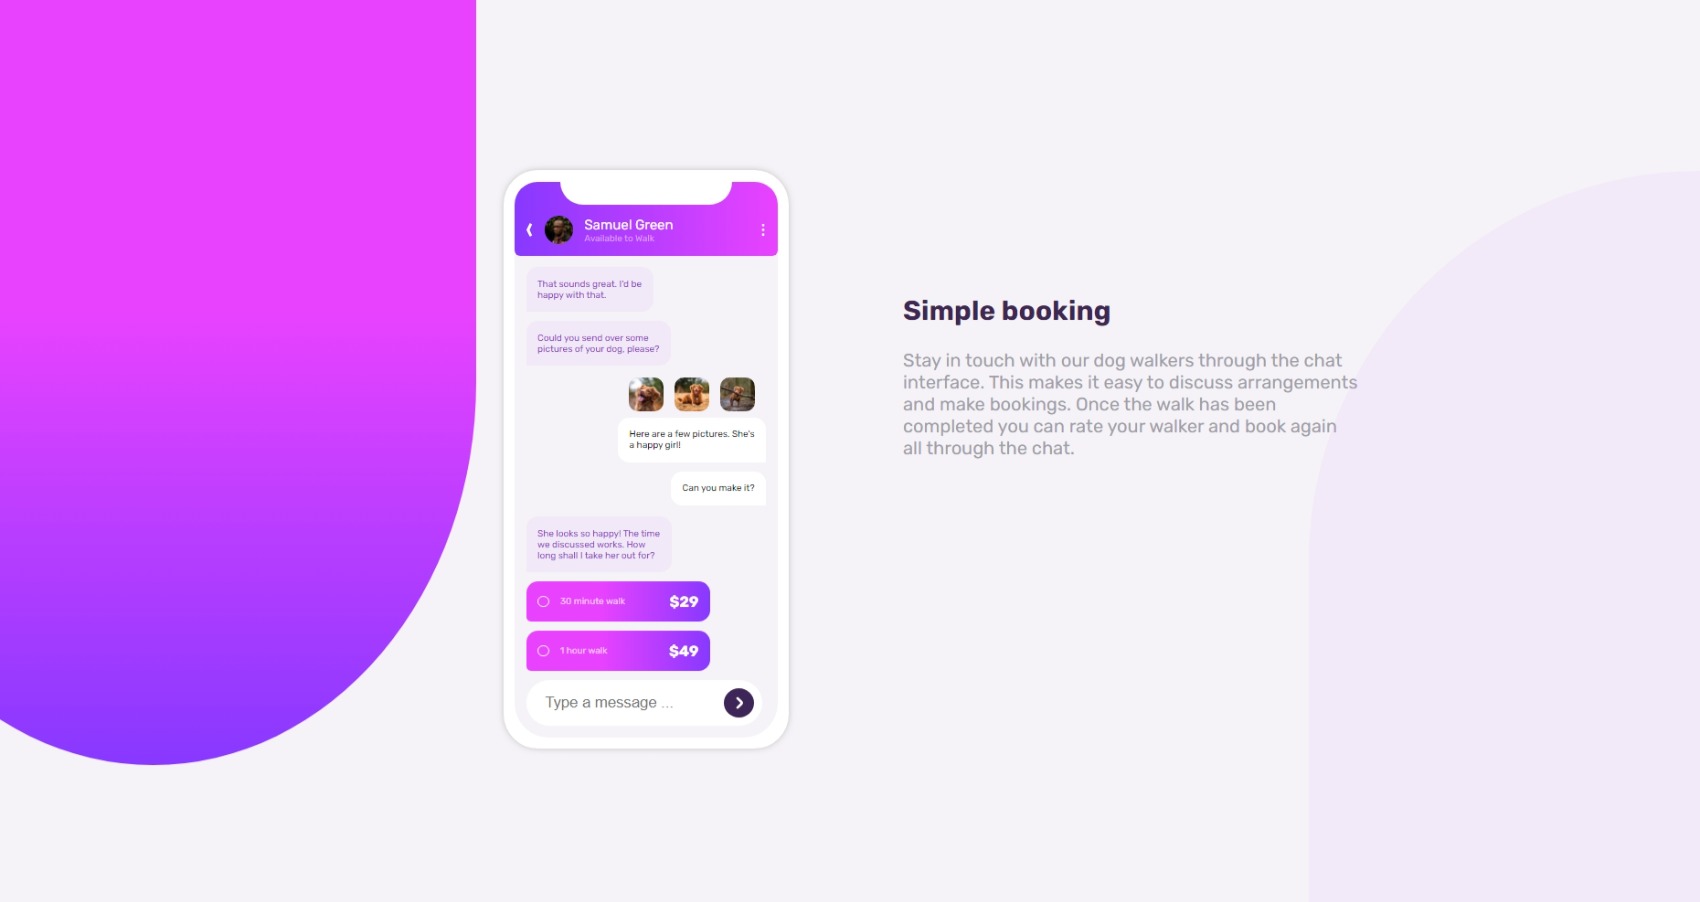 Samuel Green
Available to Walk
That sounds great. I'd be
happy with that.
Could you send over some
pictures of your dog, please?
Here are a few pictures. She's
a happy girl!
Can you make it?
She looks so happy! The time
we discussed works. How
long shall I take her out for?
30 minute walk $29
1 hour walk $49
Type a message ...
Simple booking
Stay in touch with our dog walkers through the chat
interface. This makes it easy to discuss arrangements
and make bookings. Once the walk has been
completed you can rate your walker and book again
all through the chat.